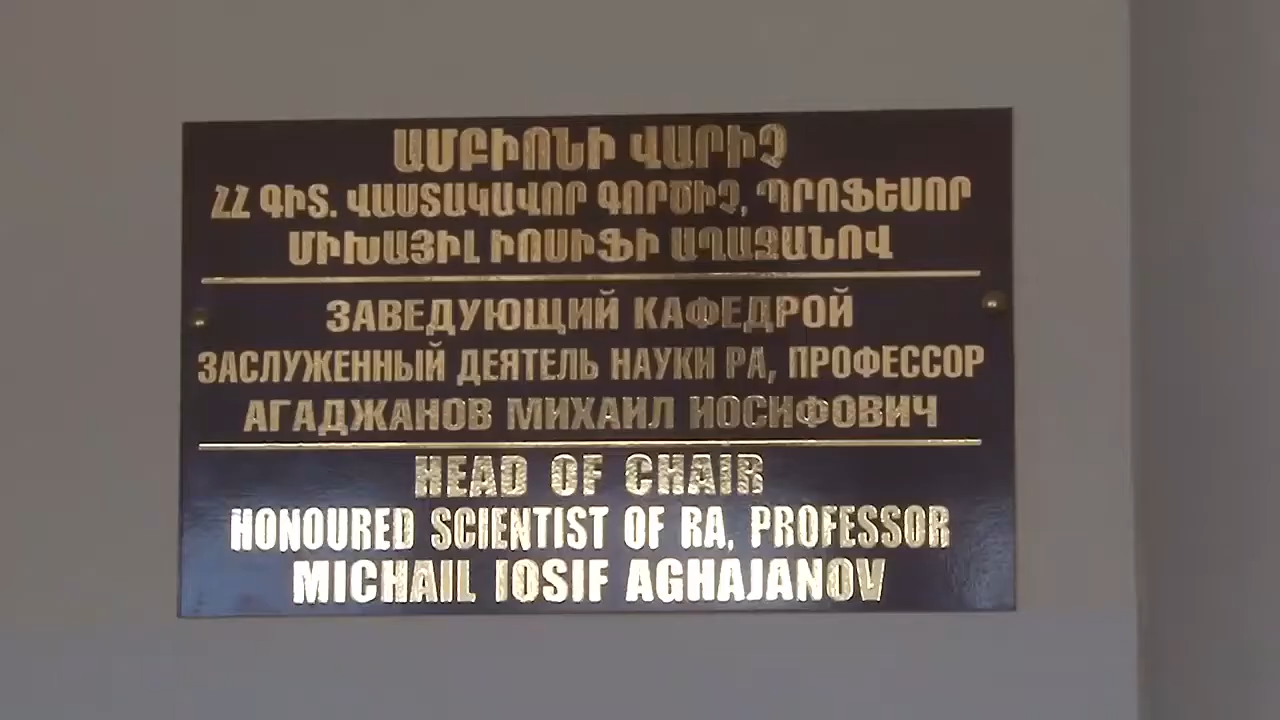 ԱՄԲԻՈՆԻ ՎԱՐԻՉ
ՀՀ ԳԻՏ. ՎԱՍՏԱԿԱՎՈՐ ԳՈՐԾԻՉ, ՊՐՈՖԵՍՈՐ
ՄԻԽԱՅԻԼ ԻՈՍԻՖԻ ԱՂԱՋԱՆՈՎ
ЗАВЕДУЮЩИЙ КАФЕДРОЙ
ЗАСЛУЖЕННЫЙ ДЕЯТЕЛЬ НАУКИ РА, ПРОФЕССОР
АГАДЖАНОВ МИХАИЛ ИОСИФОВИЧ
HEAD OF CHAIR
HONOURED SCIENTIST OF RA, PROFESSOR
MICHAIL IOSIF AGHAJANOV